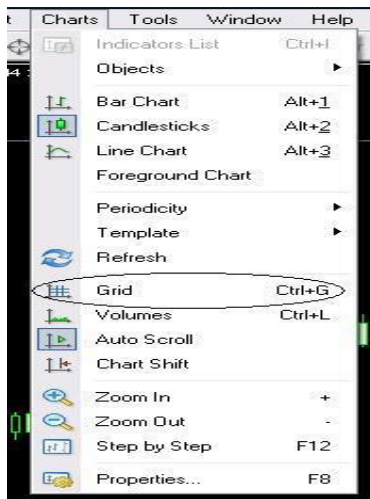 t Charts Tools Window Help
Indicators List Ctrl+I
Objects
Bar Chart Alt+1
Candlesticks Alt+2
Line Chart Alt+3
Foreground Chart
Periodicity
Template
Refresh
Grid Ctrl+G
Volumes Ctrl+L
Auto Scroll
Chart Shift
Zoom In +
Zoom Out -
Step by Step F12
Properties... F8